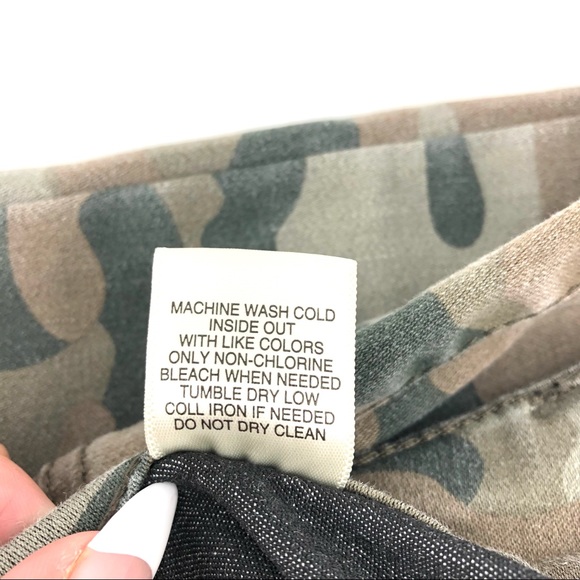 MACHINE WASH COLD
INSIDE OUT
WITH LIKE COLORS
ONLY NON-CHLORINE
BLEACH WHEN NEEDED
TUMBLE DRY LOW
COLL IRON IF NEEDED
DO NOT DRY CLEAN